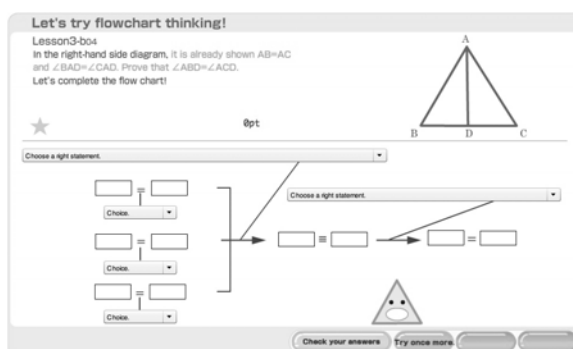 Let's try flowchart thinking!
Lesson3-b04
In the right-hand side diagram, it is already shown AB=AC
and ∠BAD=∠CAD. Prove that ∠ABD=∠ACD.
Let's complete the flow chart!
A
B
D
C
0pt
Choose a right statement.
Choose a right statement.
=
Choice.
=
Choice.
≡
=
=
Choice.
Check your answers
Try once more.